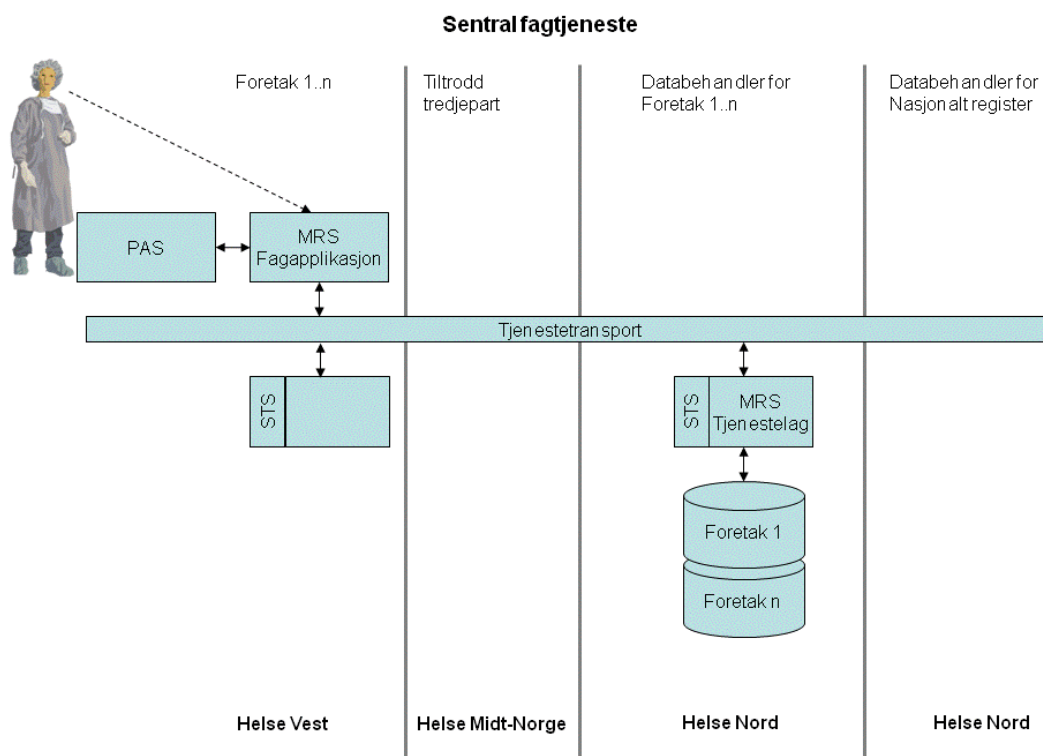 Sentral fagtjeneste
Foretak 1..n
Tiltrodd
tredjepart
Databehandler for
Foretak 1..n
Databehandler for
Nasjonalt register
PAS
MRS
Fagapplikasjon
Tjenestetransport
STS
STS
MRS
Tjenestelag
Foretak 1
Foretak n
Helse Vest
Helse Midt-Norge
Helse Nord
Helse Nord